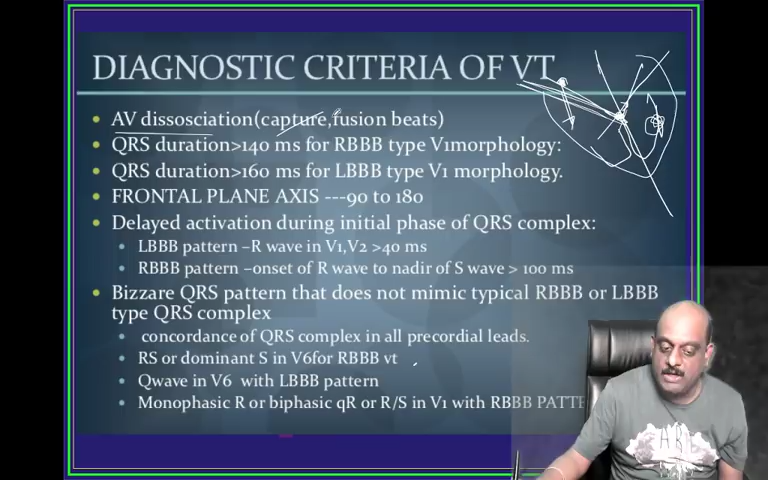 DIAGNOSTIC CRITERIA OF VT
AV dissosciation(capture,fusion beats)
QRS duration>140 ms for RBBB type V1morphology:
QRS duration>160 ms for LBBB type V1 morphology.
FRONTAL PLANE AXIS ---90 to 180
Delayed activation during initial phase of QRS complex:
LBBB pattern –R wave in V1,V2 >40 ms
RBBB pattern –onset of R wave to nadir of S wave > 100 ms
Bizzare QRS pattern that does not mimic typical RBBB or LBBB
type QRS complex
concordance of QRS complex in all precordial leads.
RS or dominant S in V6for RBBB vt
Qwave in V6 with LBBB pattern
Monophasic R or biphasic qR or R/S in V1 with RBBB PATTE